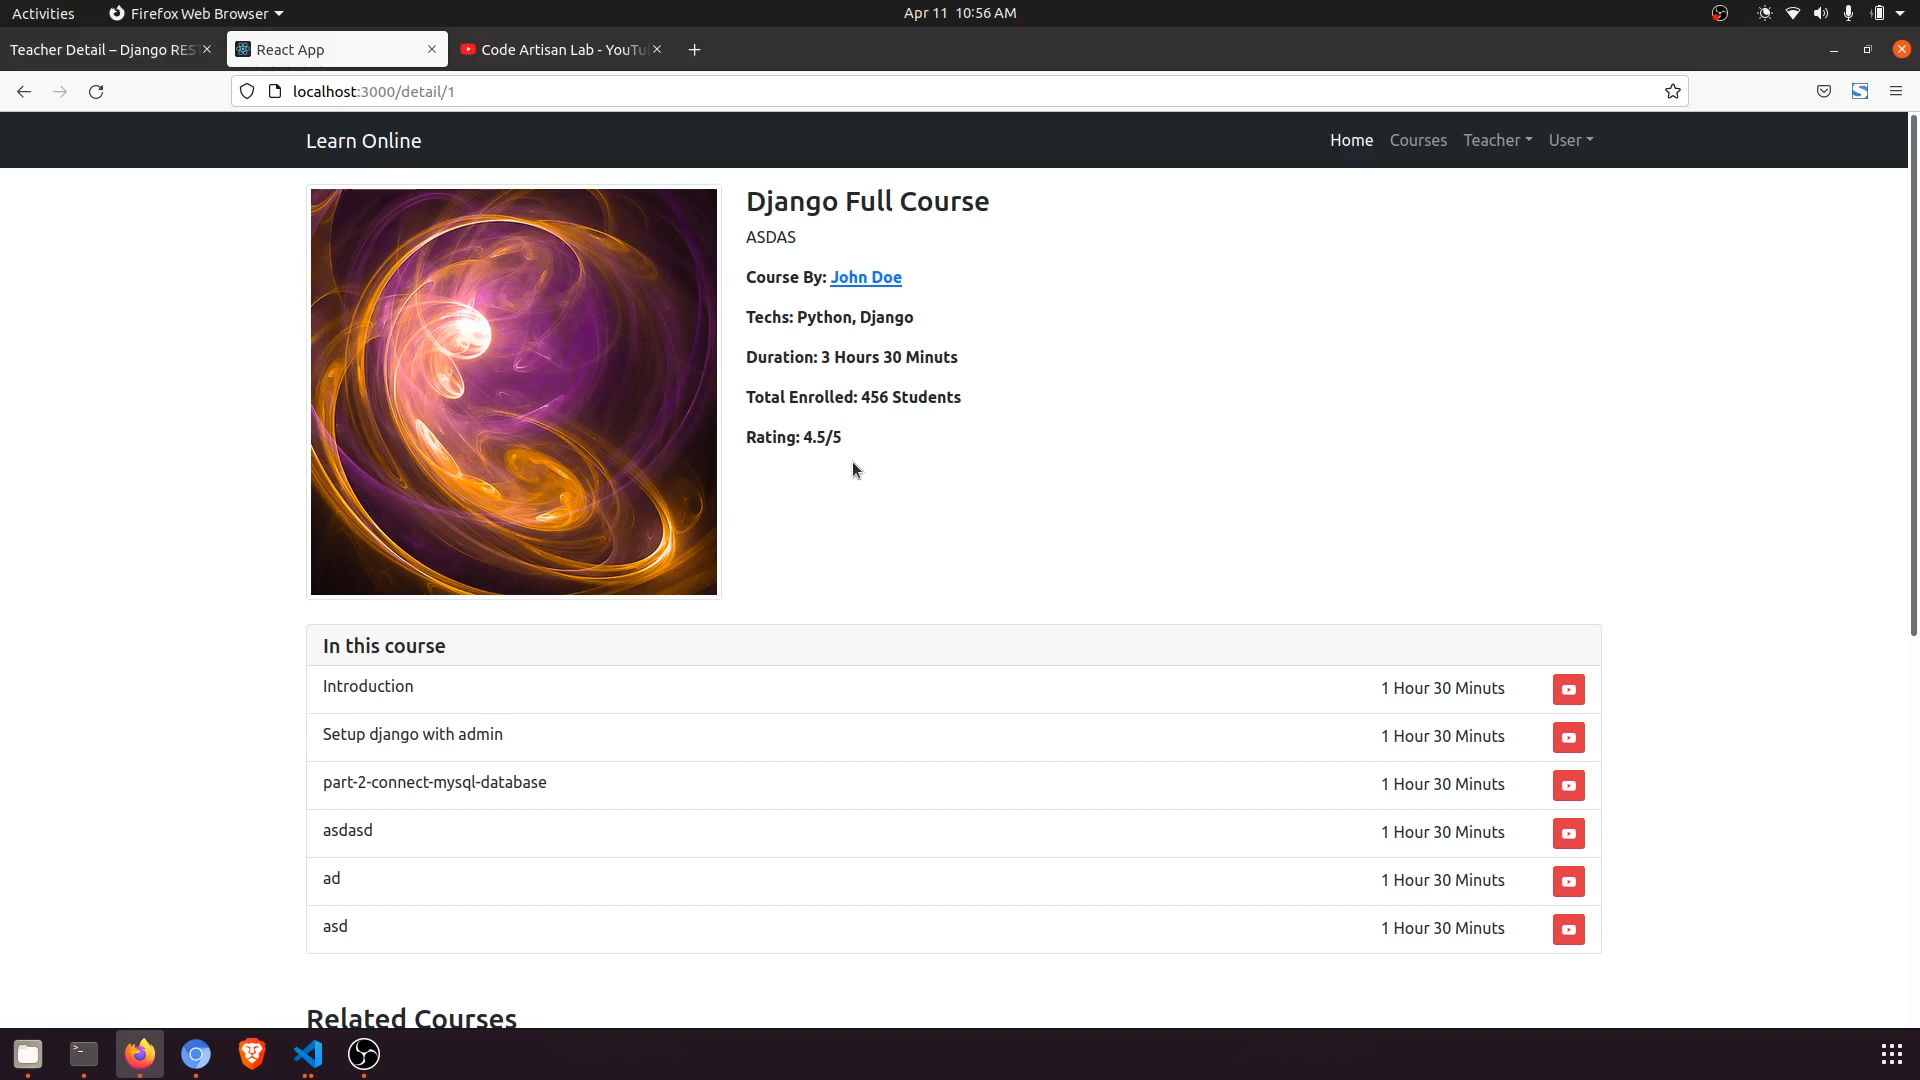 Activities
Firefox Web Browser
Apr 11 10:56 AM
Teacher Detail – Django RES
React App
Code Artisan Lab - YouTu
localhost:3000/detail/1
Learn Online
Home
Courses
Teacher
User
Django Full Course
ASDAS
Course By: John Doe
Techs: Python, Django
Duration: 3 Hours 30 Minuts
Total Enrolled: 456 Students
Rating: 4.5/5
In this course
Introduction
1 Hour 30 Minuts
Setup django with admin
1 Hour 30 Minuts
part-2-connect-mysql-database
1 Hour 30 Minuts
asdasd
1 Hour 30 Minuts
ad
1 Hour 30 Minuts
asd
1 Hour 30 Minuts
Related Courses